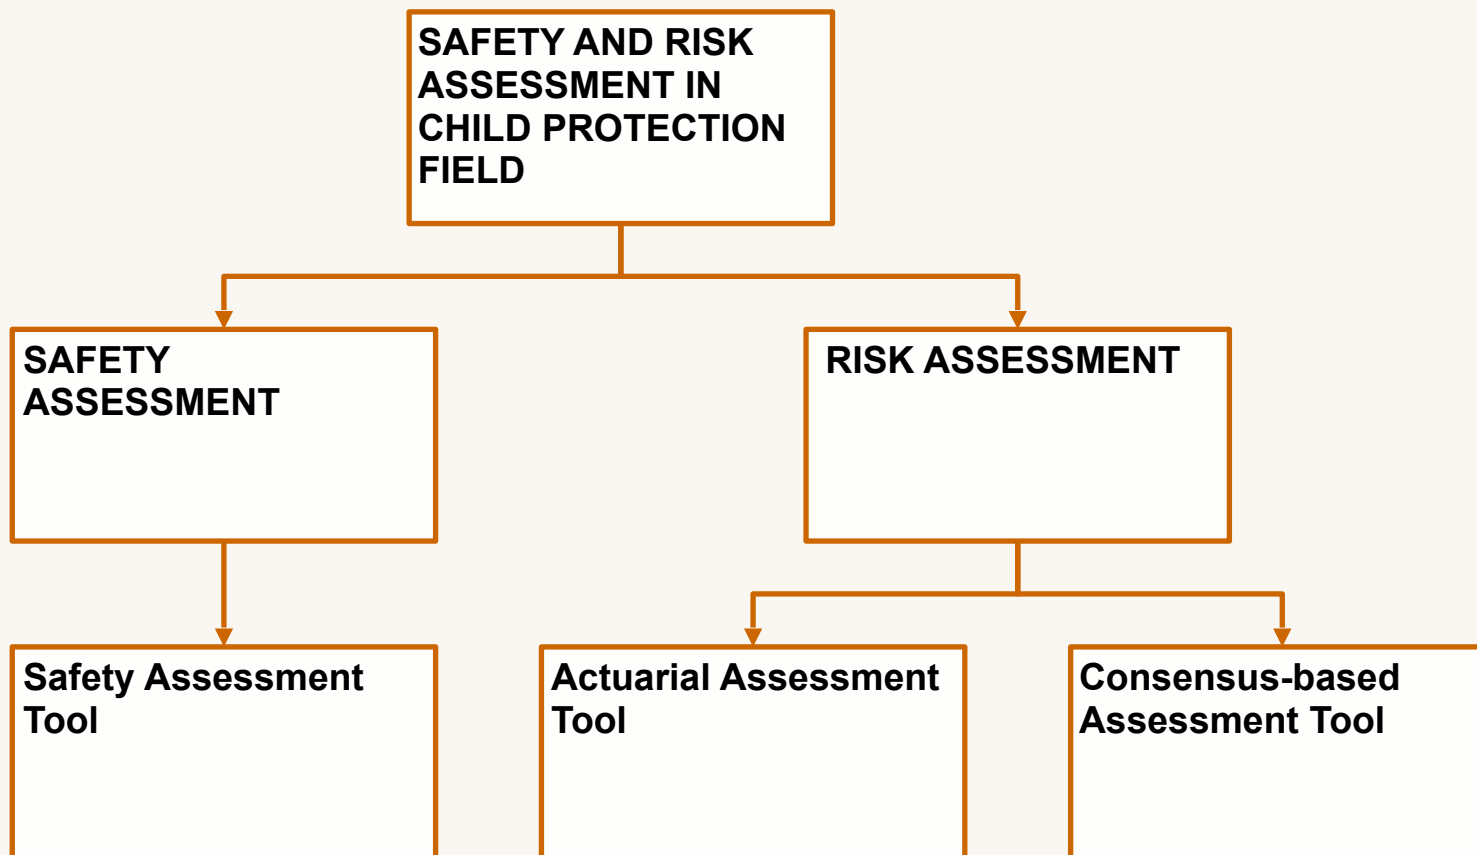 SAFETY AND RISK
ASSESSMENT IN
CHILD PROTECTION
FIELD
SAFETY
ASSESSMENT
RISK ASSESSMENT
Safety Assessment
Tool
Actuarial Assessment
Tool
Consensus-based
Assessment Tool